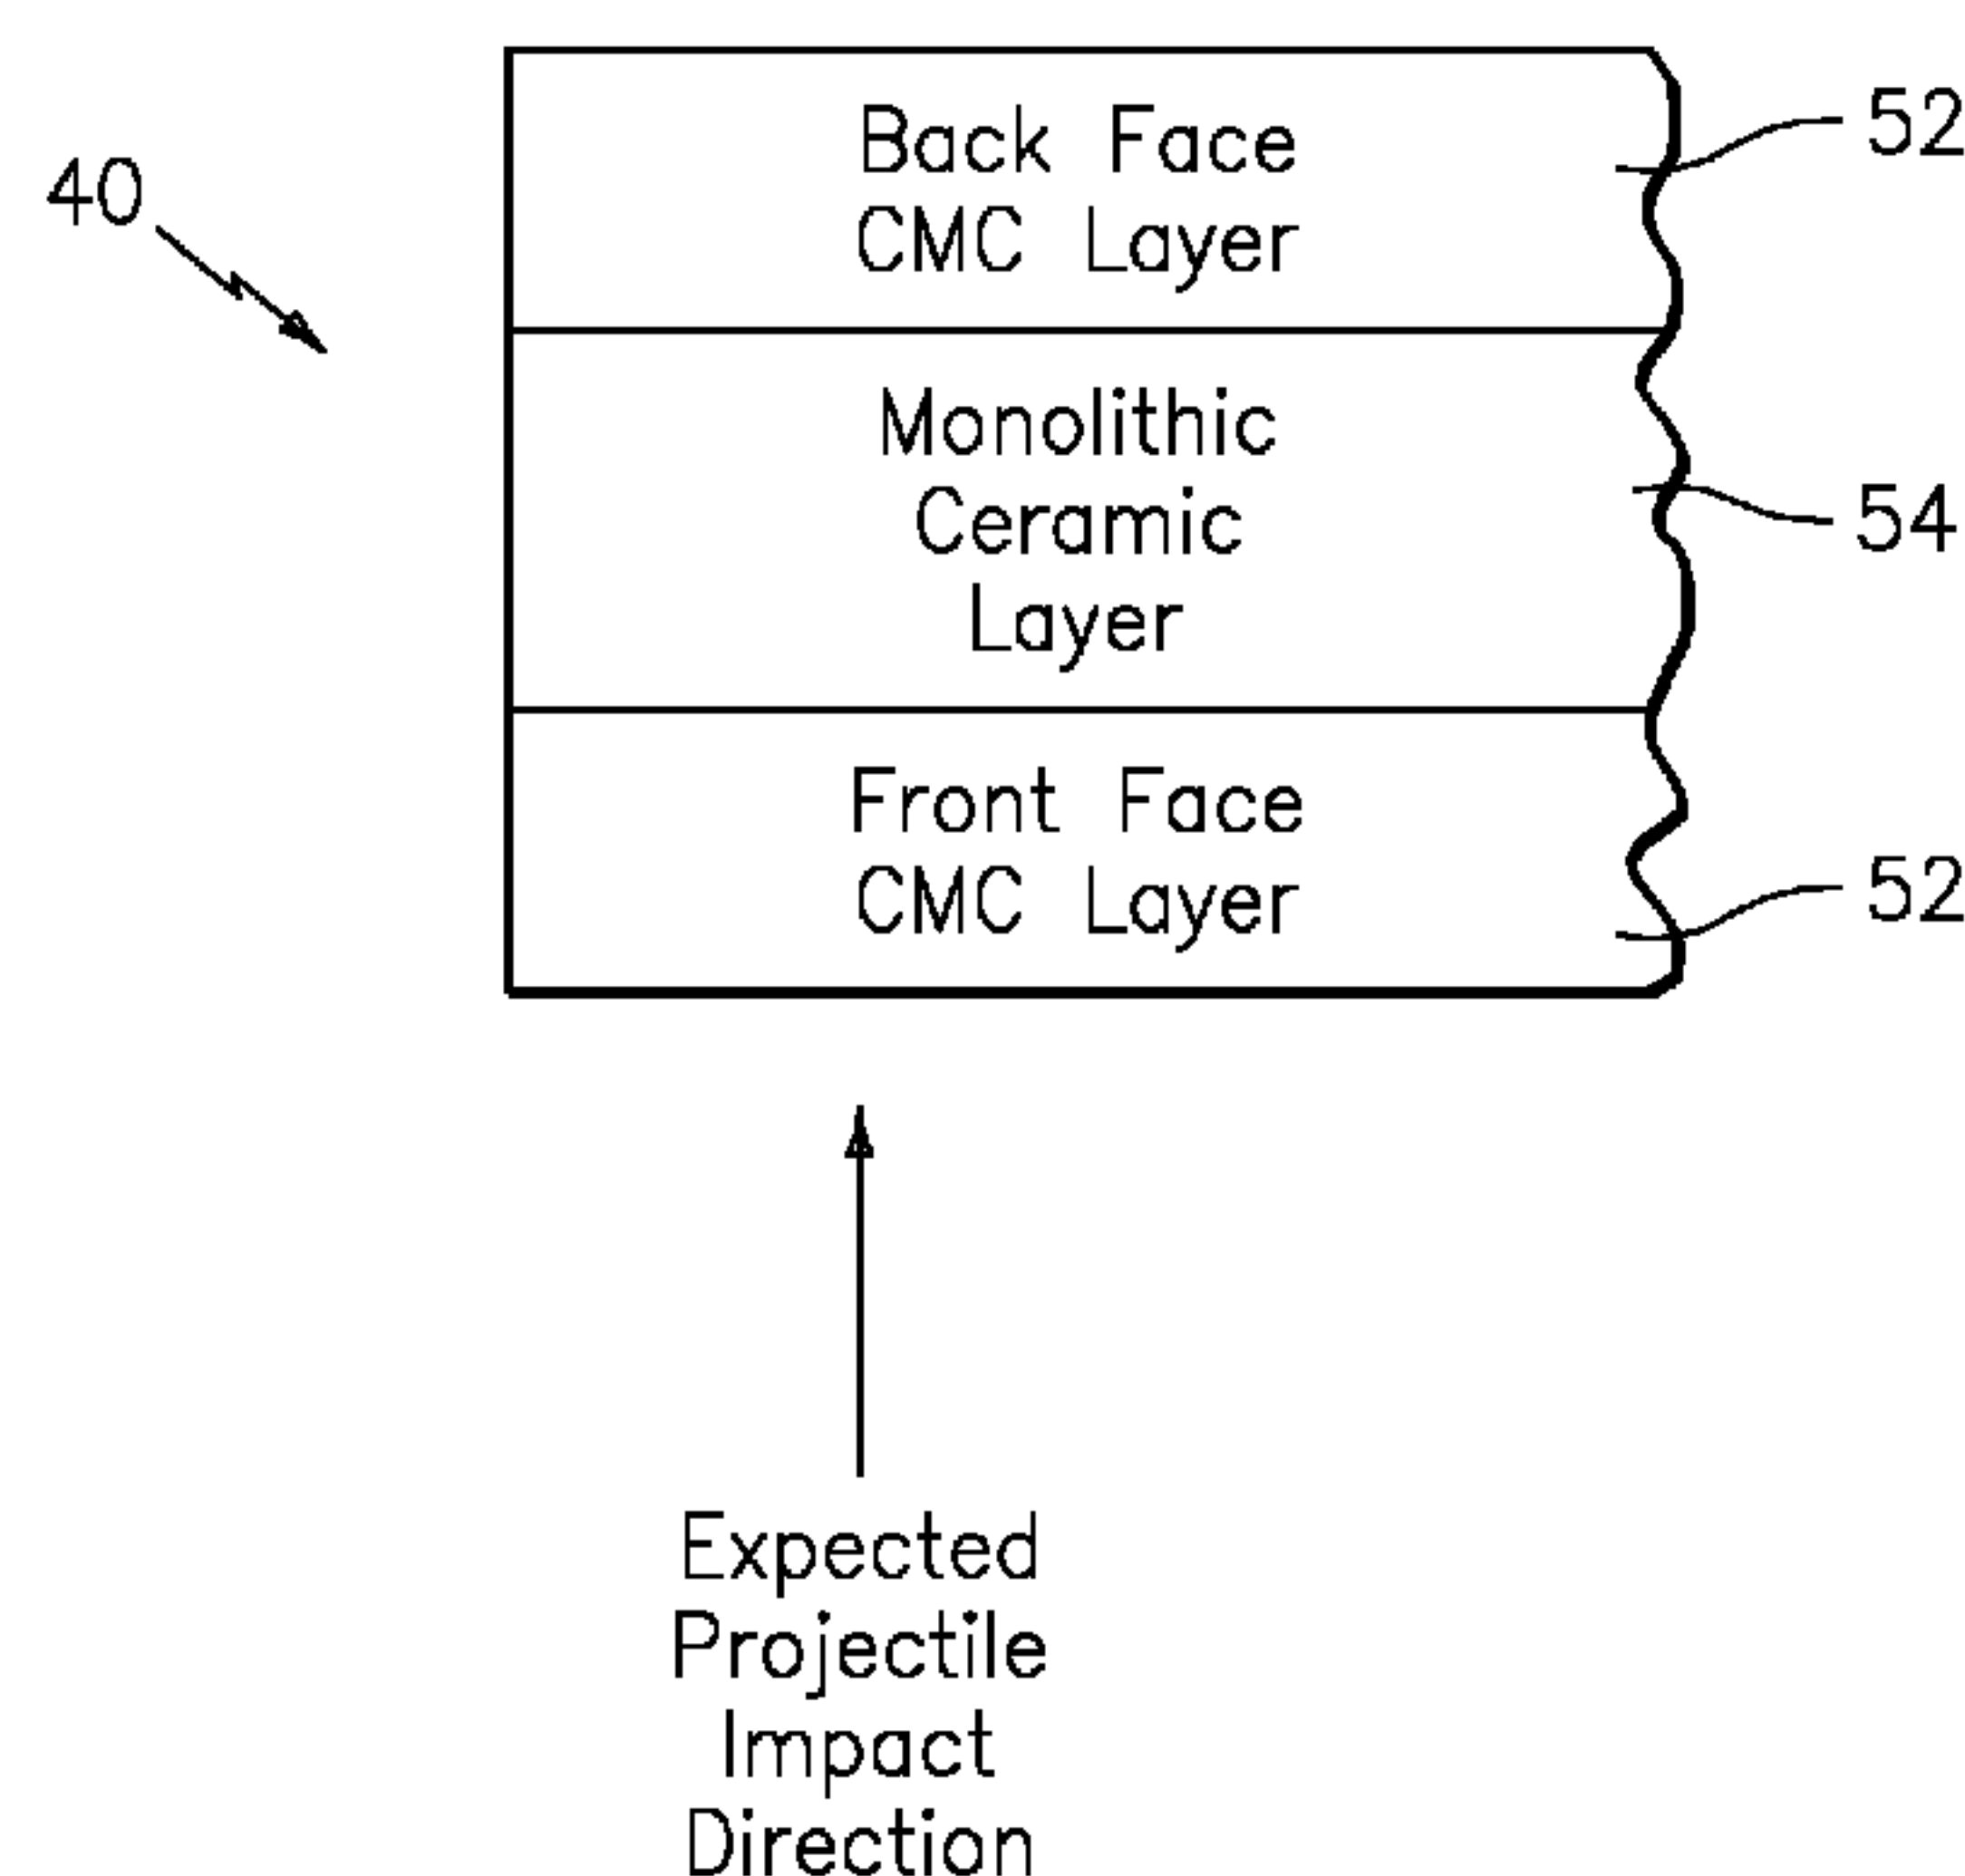 40
Back Face
CMC Layer
52
Monolithic
Ceramic
Layer
54
Front Face
CMC Layer
52
Expected
Projectile
Impact
Direction